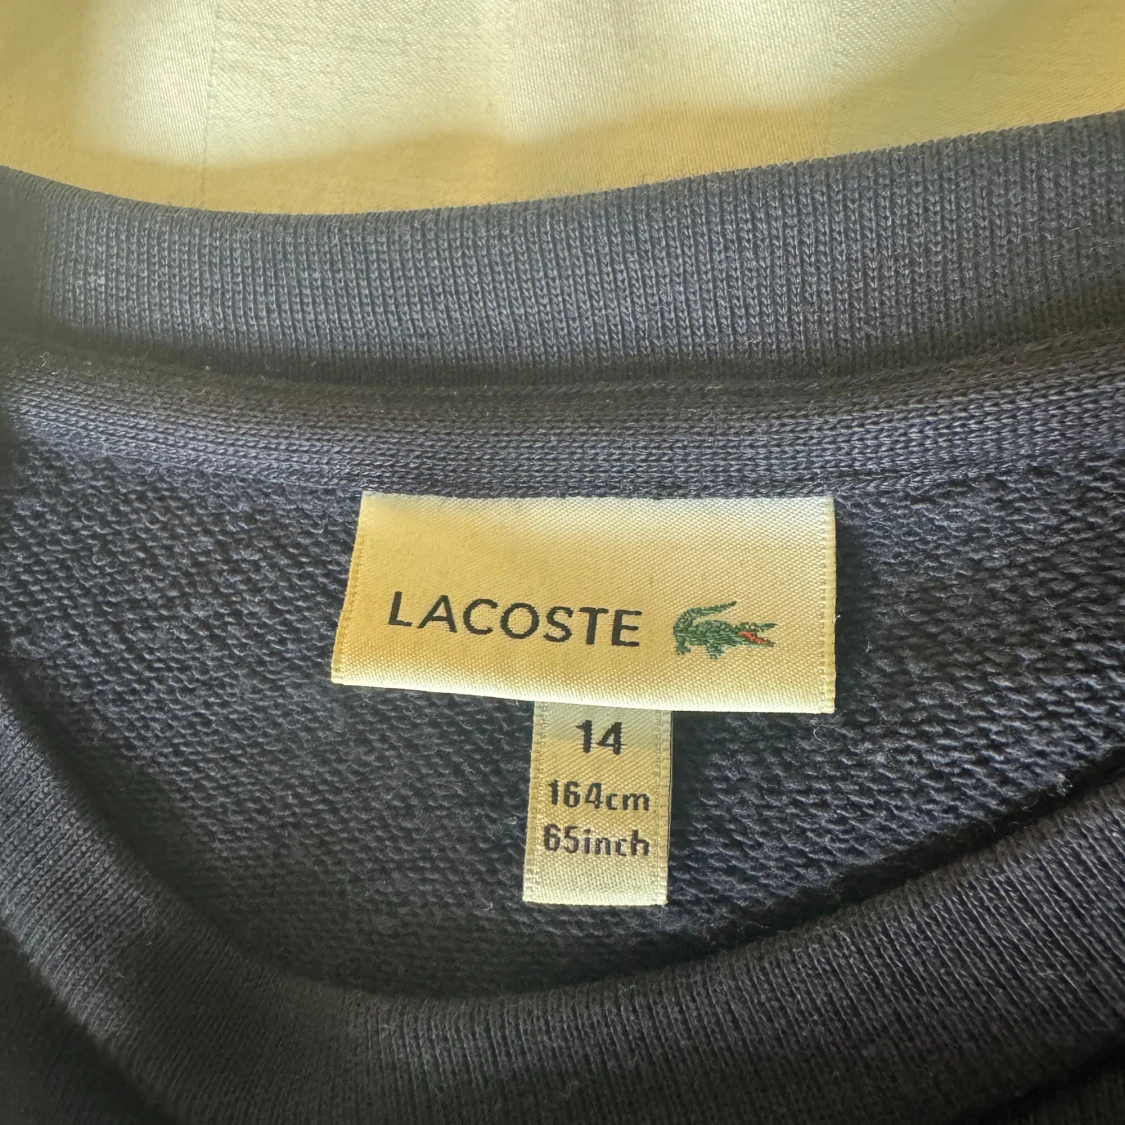 LACOSTE
14
164cm
65inch